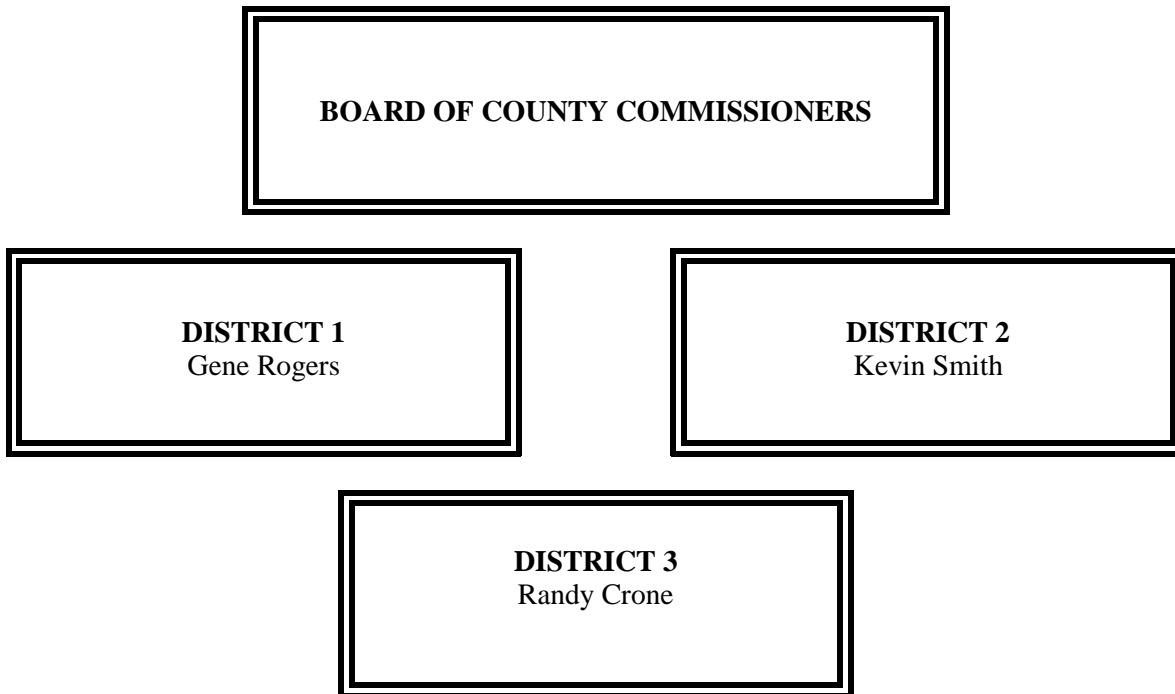 BOARD OF COUNTY COMMISSIONERS
DISTRICT 1
Gene Rogers
DISTRICT 2
Kevin Smith
DISTRICT 3
Randy Crone